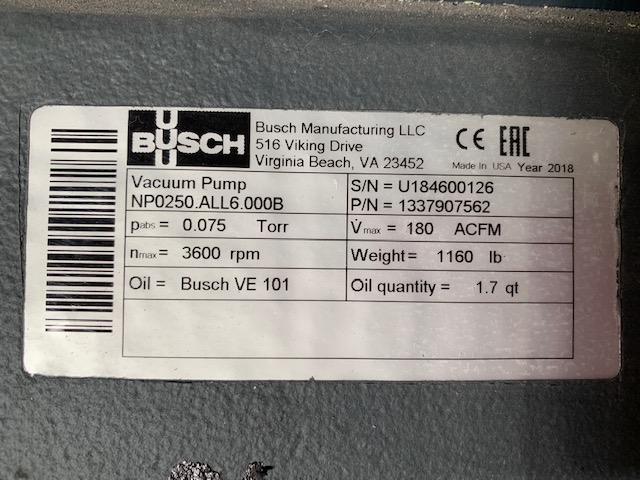 BUSCH
U
U
Busch Manufacturing LLC
516 Viking Drive
Virginia Beach, VA 23452
CE EAC
Made In USA Year 2018
Vacuum Pump
NP0250.ALL6.000B
S/N = U184600126
P/N = 1337907562
pabs = 0.075 Torr
V̇max = 180 ACFM
nmax = 3600 rpm
Weight = 1160 lb
Oil = Busch VE 101
Oil quantity = 1.7 qt